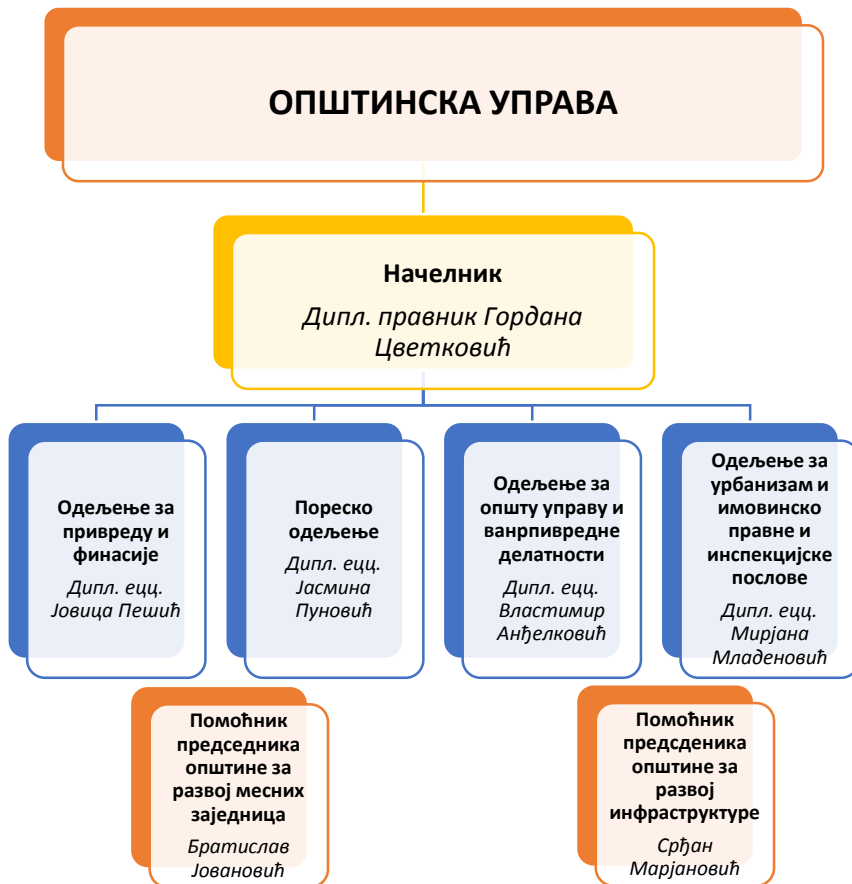 ОПШТИНСКА УПРАВА
Начелник
Дипл. правник Гордана
Цветковић
Одељење за
привреду и
финасије
Дипл. ецц.
Јовица Пешић
Пореско
одељење
Дипл. ецц.
Јасмина
Пуновић
Одељење за
општу управу и
ванрпивредне
делатности
Дипл. ецц.
Властимир
Анђелковић
Одељење за
урбанизам и
имовинско
правне и
инспекцијске
послове
Дипл. ецц.
Мирјана
Младеновић
Помоћник
председника
општине за
развој месних
заједница
Братислав
Јовановић
Помоћник
предсденика
општине за
развој
инфраструктуре
Срђан
Марјановић